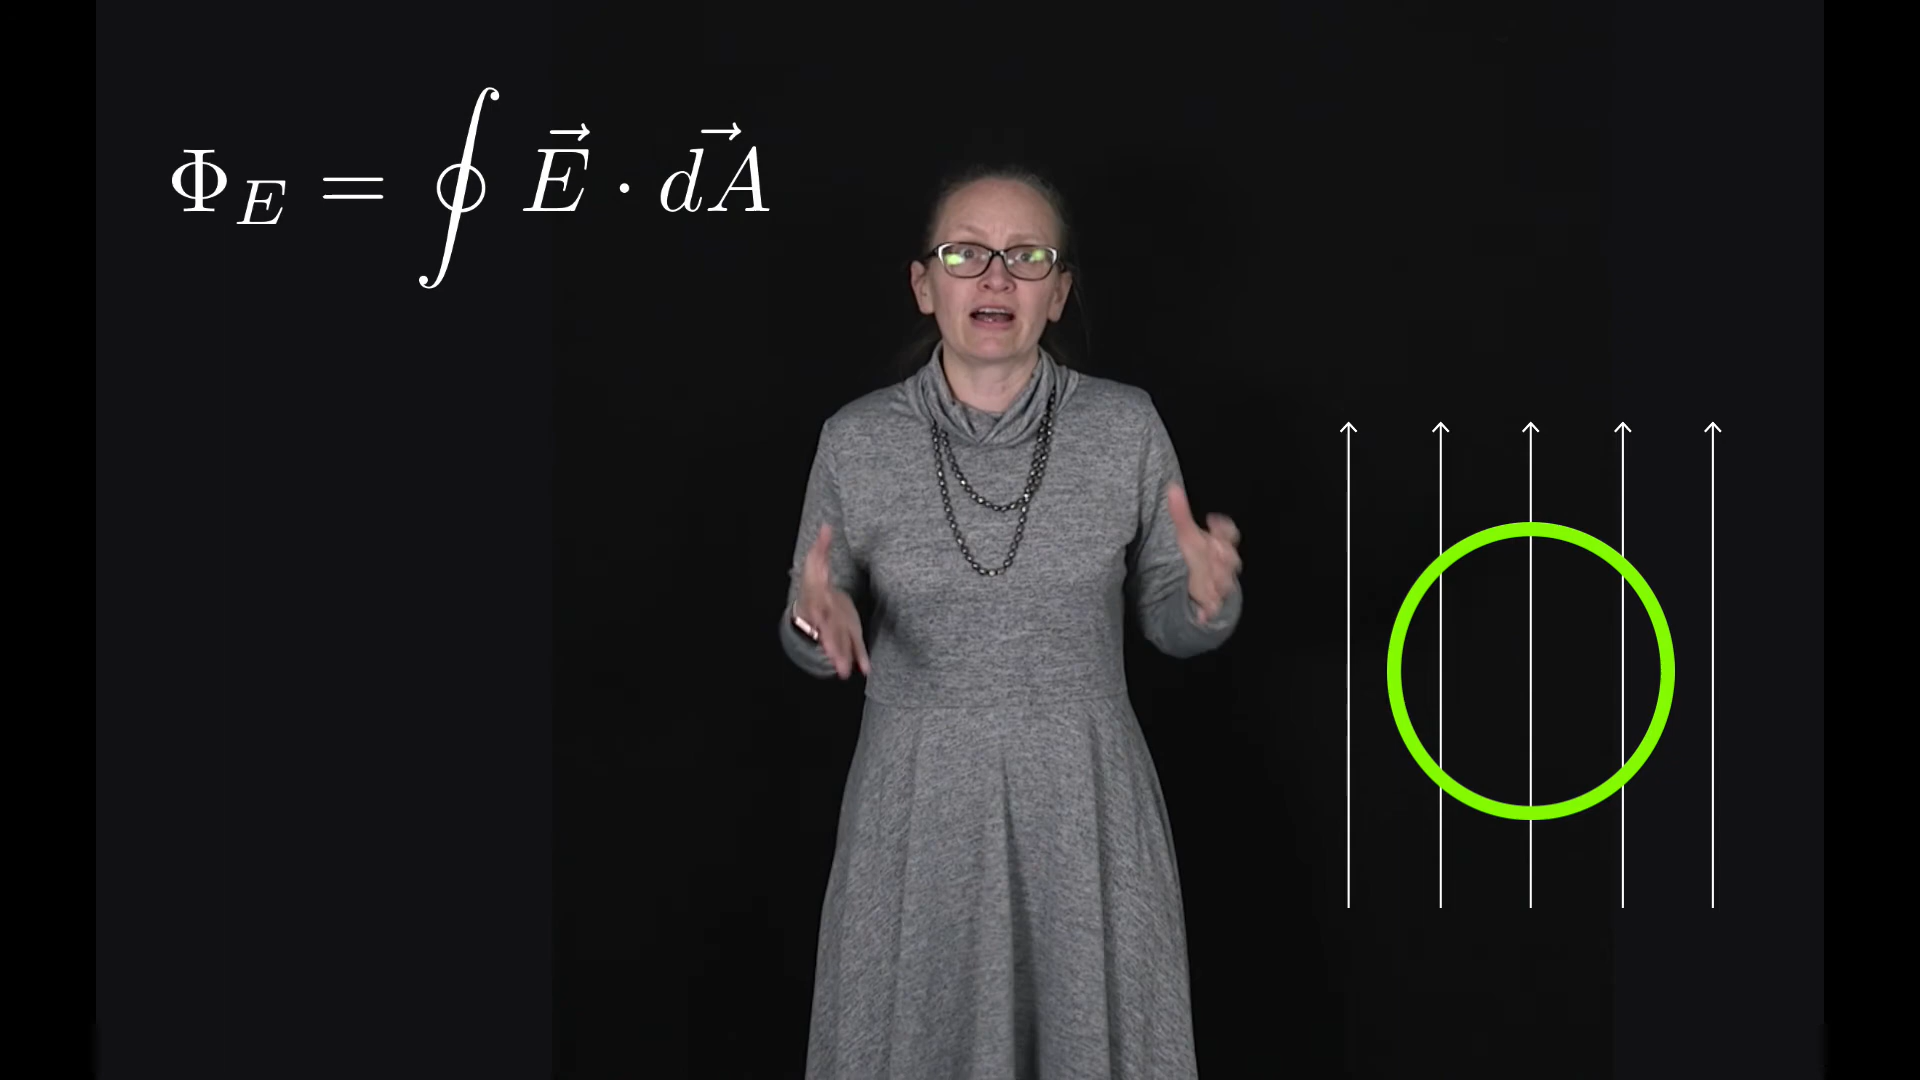 Φ_E = ∮ E⃗ · dA⃗